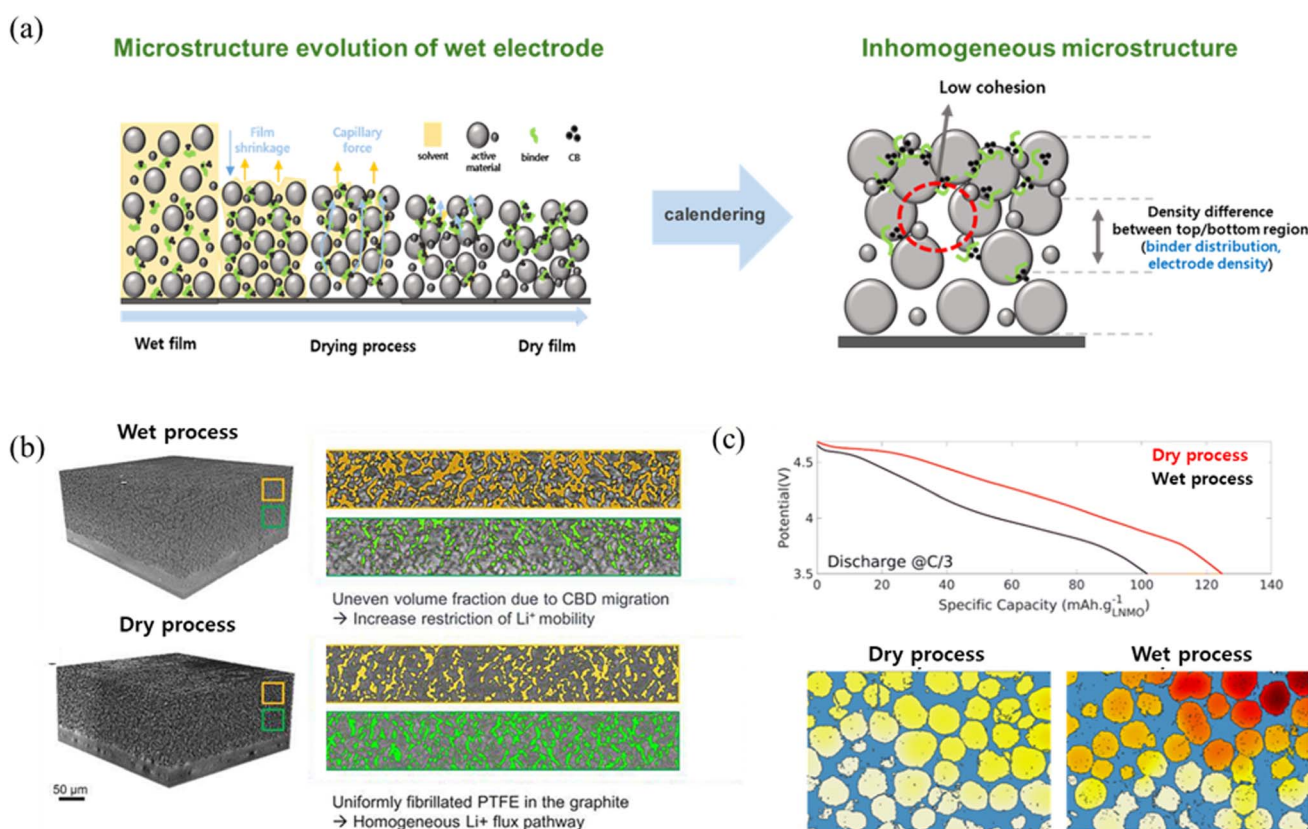 (a)
Microstructure evolution of wet electrode
Inhomogeneous microstructure
Film
shrinkage
Capillary
force
solvent
active
material
binder
CB
Wet film
Drying process
Dry film
calendering
Low cohesion
Density difference
between top/bottom region
(binder distribution,
electrode density)
(b)
Wet process
Uneven volume fraction due to CBD migration
→ Increase restriction of Li⁺ mobility
Dry process
50 μm
Uniformly fibrillated PTFE in the graphite
→ Homogeneous Li+ flux pathway
(c)
Dry process
Wet process
Potential(V)
4.5
4
3.5
Discharge @C/3
0 20 40 60 80 100 120 140
Specific Capacity (mAh.g⁻¹LNMO)
Dry process
Wet process